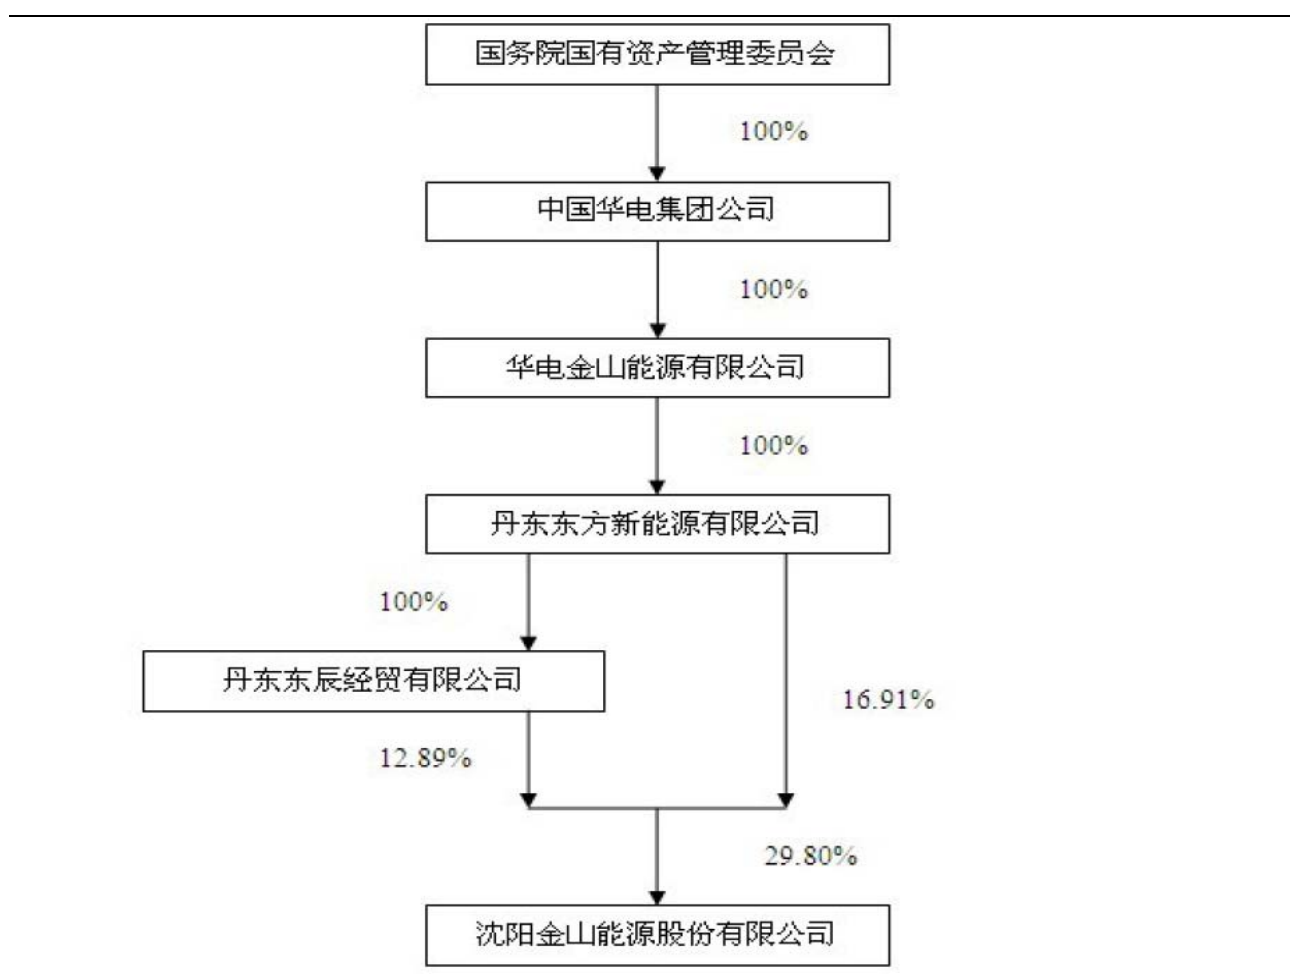 国务院国有资产管理委员会
100%
中国华电集团公司
100%
华电金山能源有限公司
100%
丹东东方新能源有限公司
100%
丹东东辰经贸有限公司
16.91%
12.89%
29.80%
沈阳金山能源股份有限公司